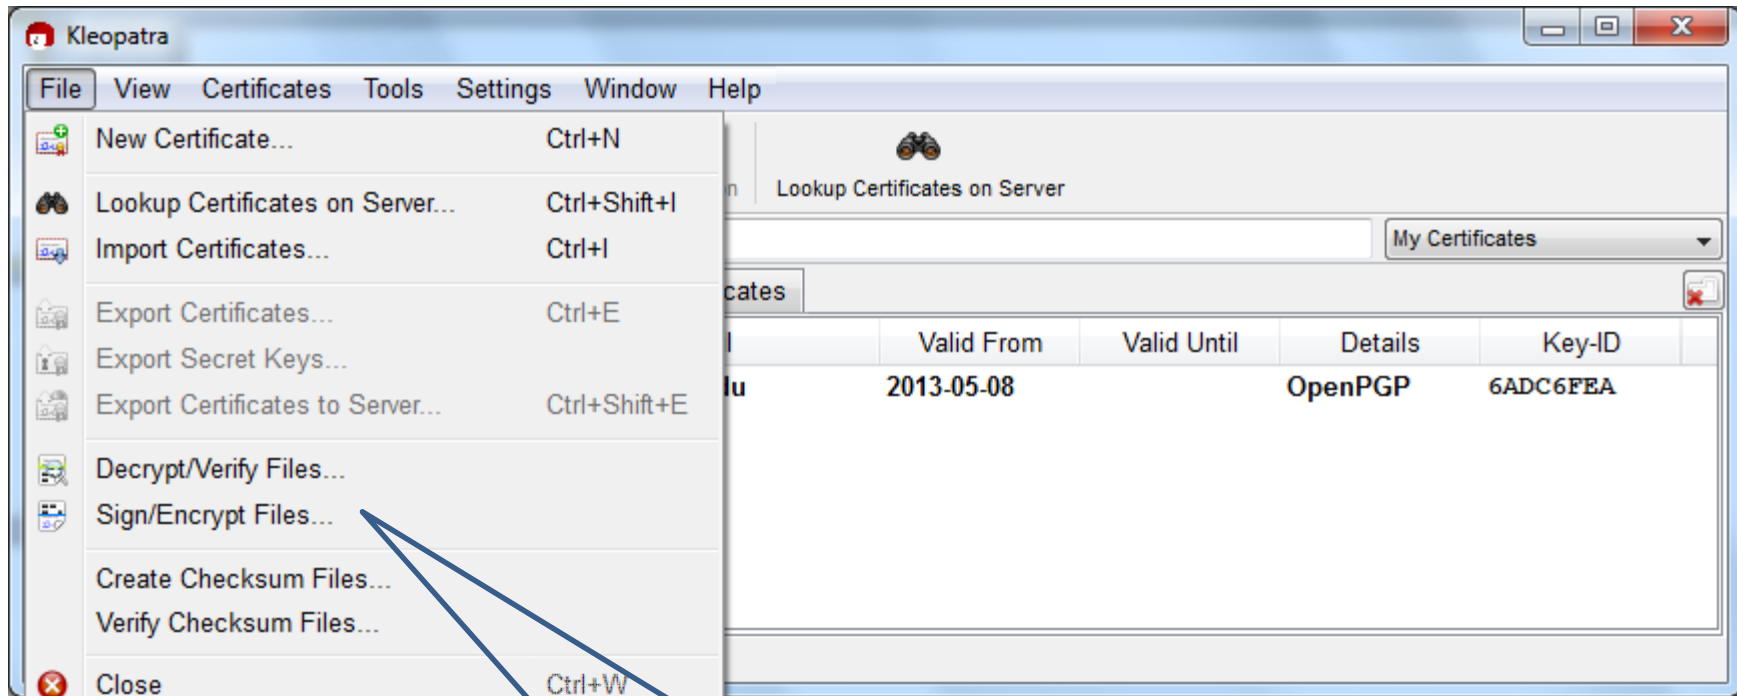 Kleopatra
File View Certificates Tools Settings Window Help
New Certificate... Ctrl+N
Lookup Certificates on Server... Ctrl+Shift+I
Import Certificates... Ctrl+I
Export Certificates... Ctrl+E
Export Secret Keys...
Export Certificates to Server... Ctrl+Shift+E
Decrypt/Verify Files...
Sign/Encrypt Files...
Create Checksum Files...
Verify Checksum Files...
Close Ctrl+W
Lookup Certificates on Server
My Certificates
Valid From Valid Until Details Key-ID
2013-05-08 OpenPGP 6ADC6FEA